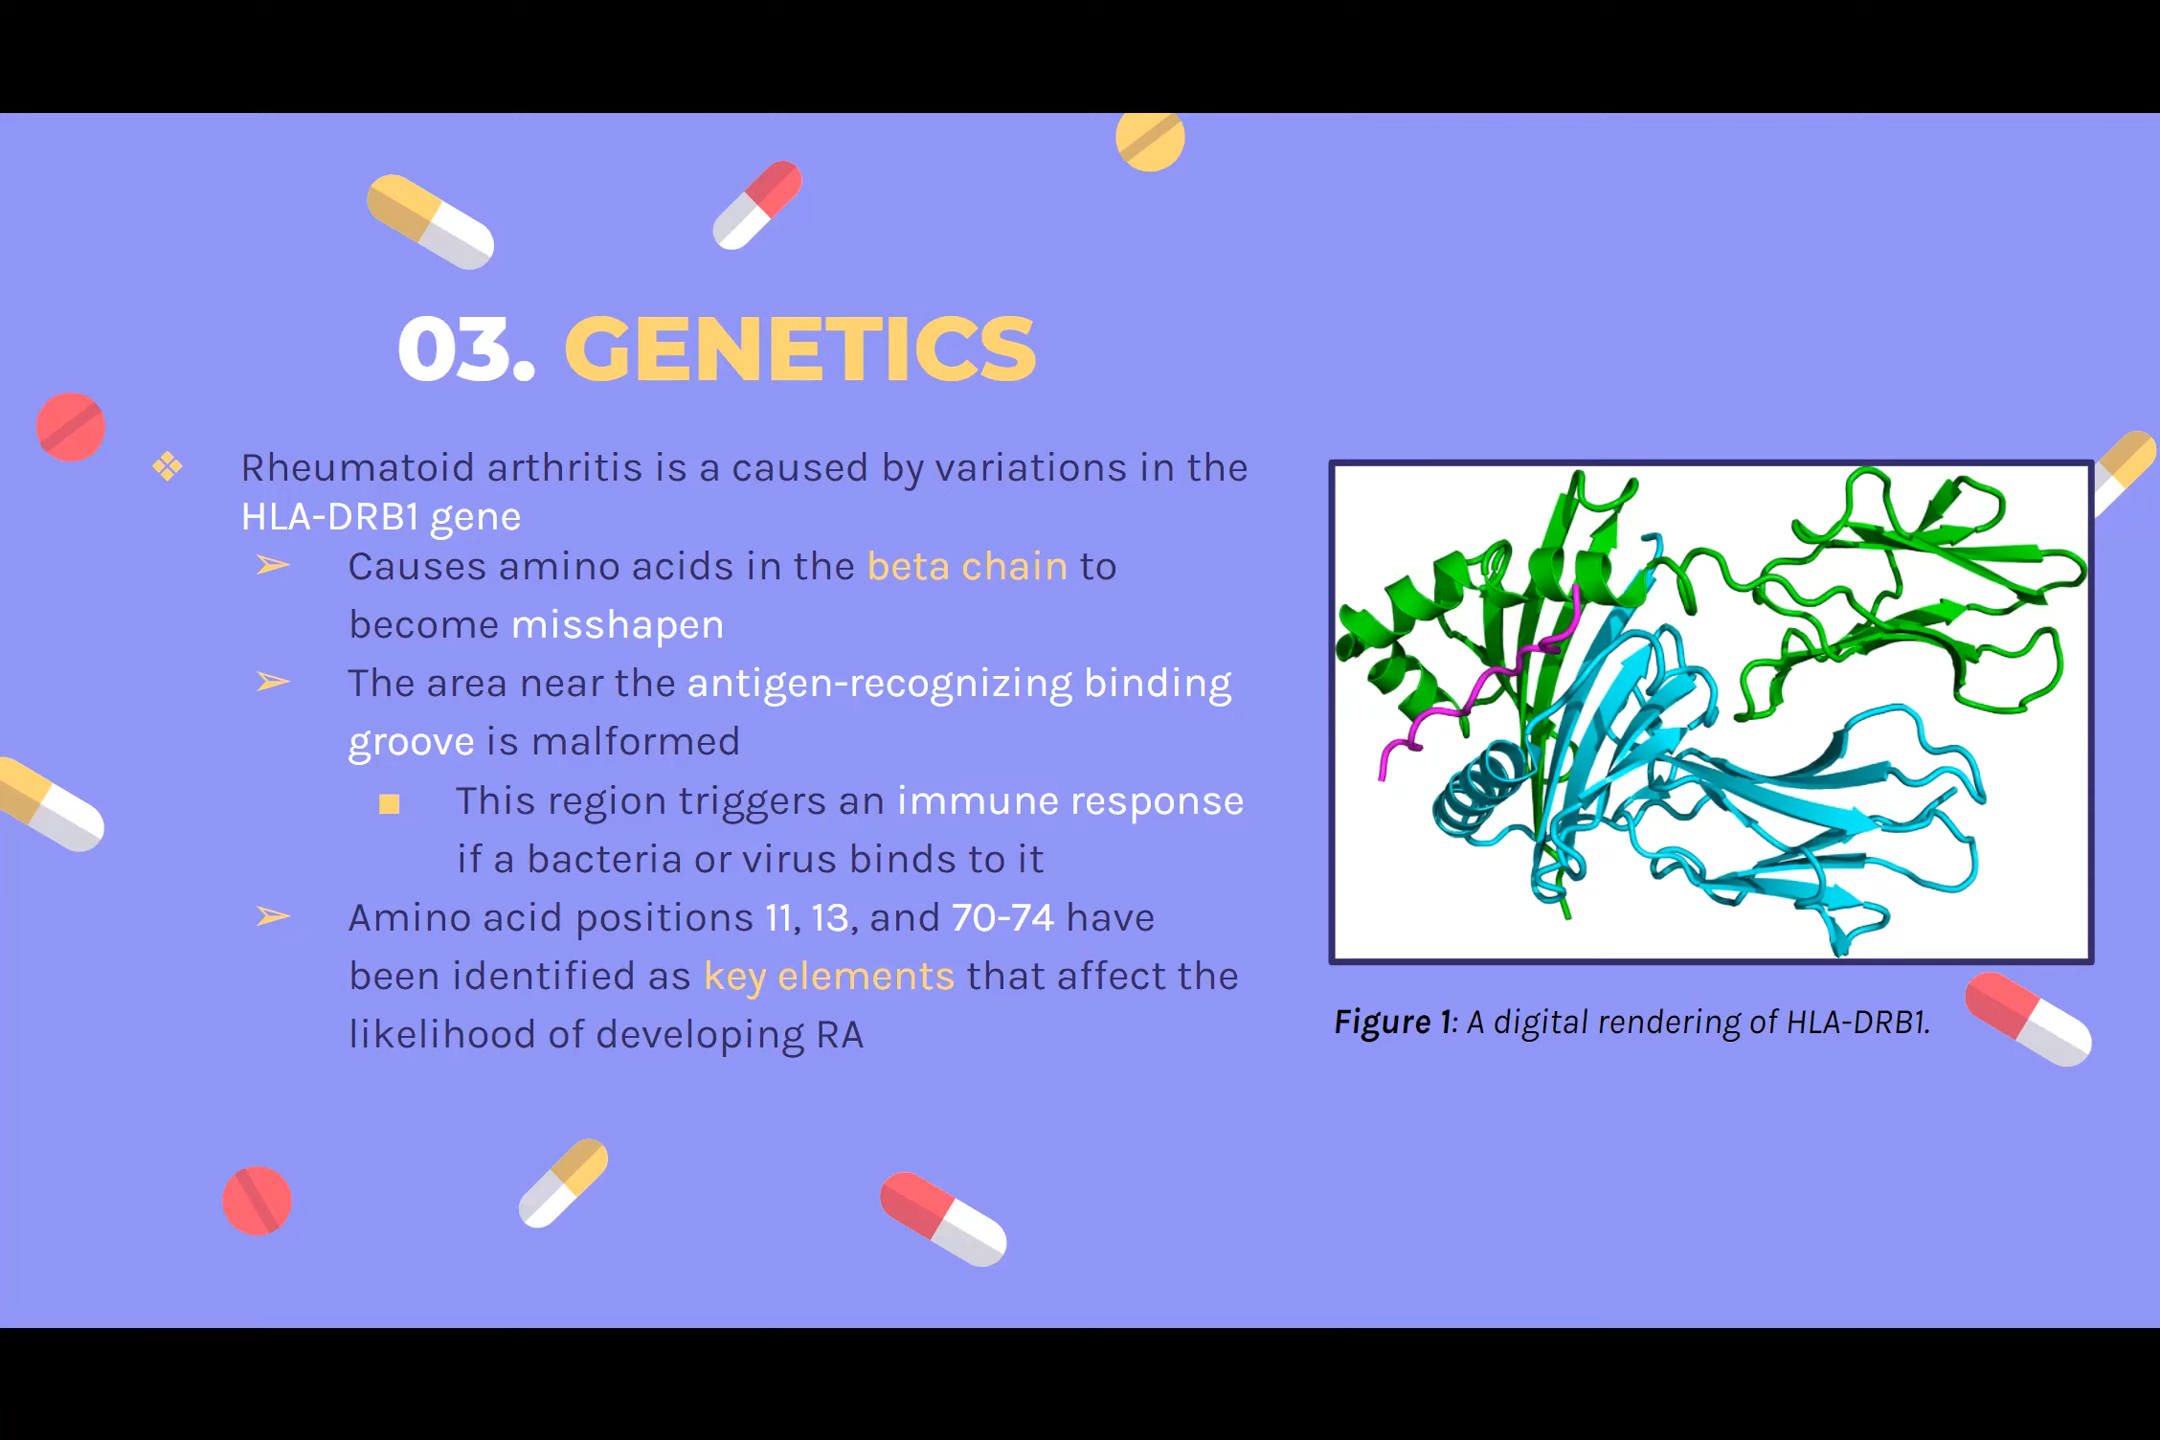 03. GENETICS
❖ Rheumatoid arthritis is a caused by variations in the
HLA-DRB1 gene
➢ Causes amino acids in the beta chain to
become misshapen
➢ The area near the antigen-recognizing binding
groove is malformed
■ This region triggers an immune response
if a bacteria or virus binds to it
➢ Amino acid positions 11, 13, and 70-74 have
been identified as key elements that affect the
likelihood of developing RA
Figure 1: A digital rendering of HLA-DRB1.